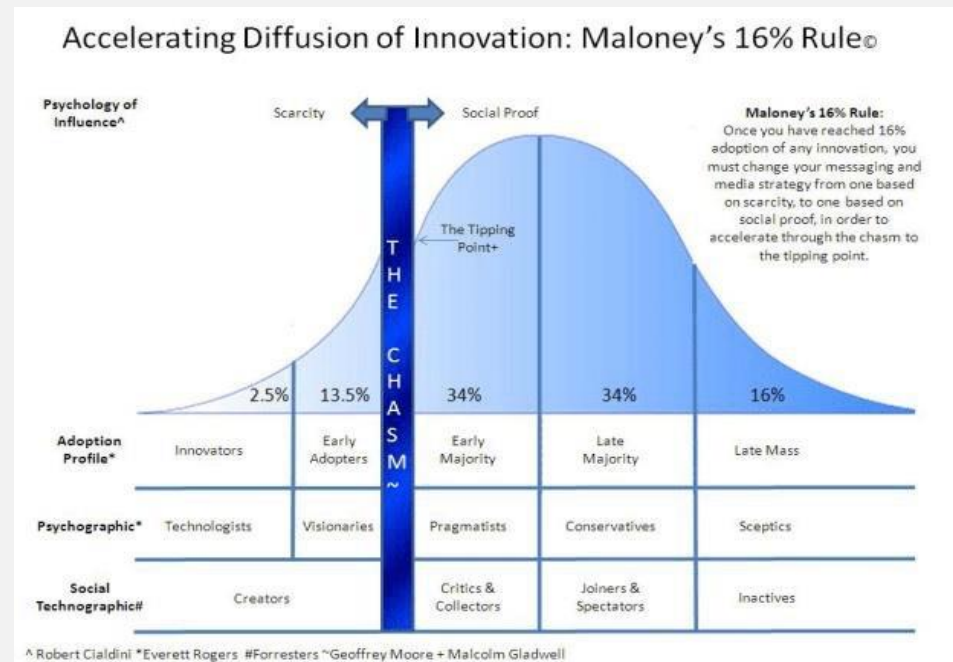 Accelerating Diffusion of Innovation: Maloney's 16% Rule©
Psychology of
Influence^
Scarcity
Social Proof
Maloney's 16% Rule:
Once you have reached 16%
adoption of any innovation, you
must change your messaging and
media strategy from one based
on scarcity, to one based on
social proof, in order to
accelerate through the chasm to
the tipping point.
The Tipping
Point+
THE CHASM~
2.5%
13.5%
34%
34%
16%
Adoption
Profile*
Innovators
Early
Adopters
Early
Majority
Late
Majority
Late Mass
Psychographic*
Technologists
Visionaries
Pragmatists
Conservatives
Sceptics
Social
Technographic#
Creators
Critics &
Collectors
Joiners &
Spectators
Inactives
^ Robert Cialdini *Everett Rogers #Forresters ~Geoffrey Moore + Malcolm Gladwell